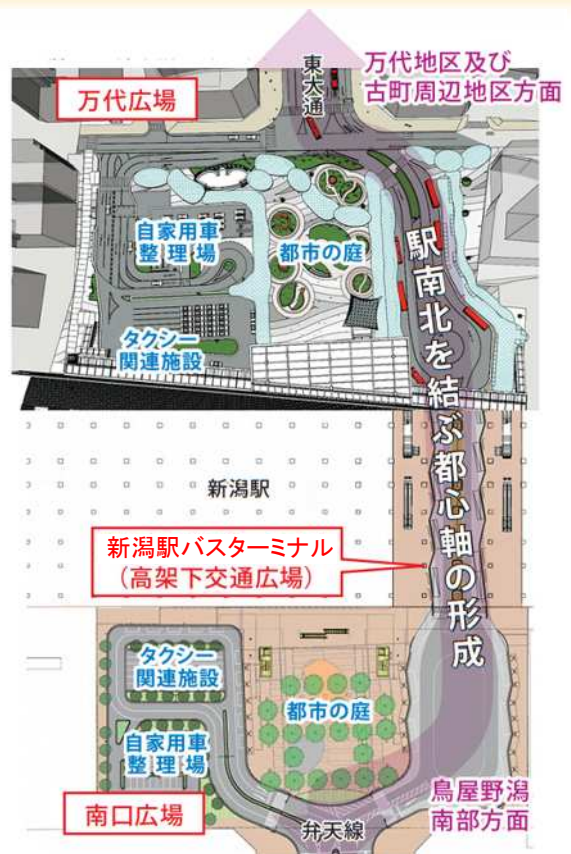 東大通
万代地区及び
古町周辺地区方面
万代広場
自家用車
整理場
都市の庭
タクシー
関連施設
駅南北を結ぶ都心軸の形成
新潟駅
新潟駅バスターミナル
（高架下交通広場）
タクシー
関連施設
都市の庭
自家用車
整理場
南口広場
弁天線
鳥屋野潟
南部方面